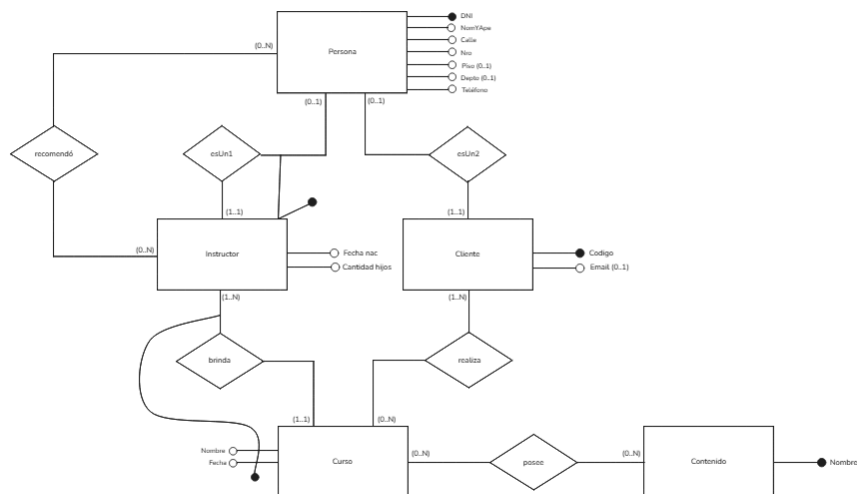 DNI
NomYApe
Calle
Nro
Piso (0..1)
Depto (0..1)
Teléfono
Persona
(0..N)
(0..1)
(0..1)
recomendó
esUn1
esUn2
(1..1)
(1..1)
(0..N)
Instructor
Fecha nac
Cantidad hijos
Cliente
Codigo
Email (0..1)
(1..N)
(1..N)
brinda
realiza
(1..1)
(0..N)
Nombre
Fecha
Curso
(0..N)
posee
(0..N)
Contenido
Nombre